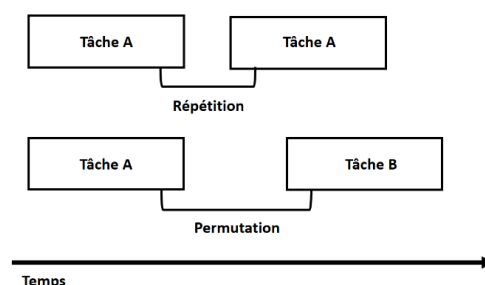 Tâche A
Tâche A
Répétition
Tâche A
Tâche B
Permutation
Temps